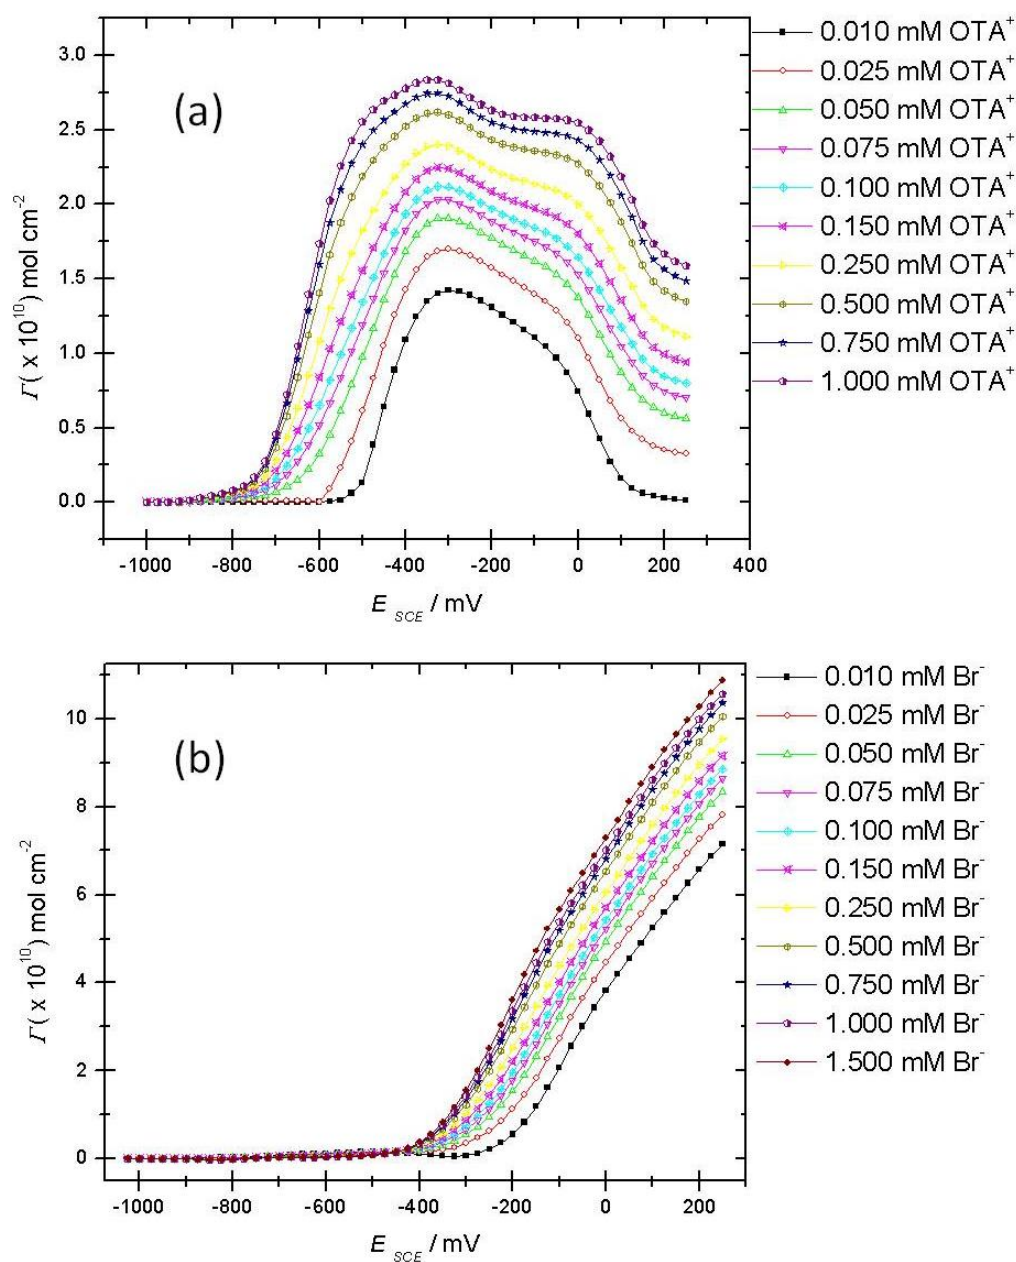 (a)
Γ( x 10¹⁰) mol cm⁻²
3.0
2.5
2.0
1.5
1.0
0.5
0.0
-1000 -800 -600 -400 -200 0 200 400
E SCE / mV
0.010 mM OTA⁺
0.025 mM OTA⁺
0.050 mM OTA⁺
0.075 mM OTA⁺
0.100 mM OTA⁺
0.150 mM OTA⁺
0.250 mM OTA⁺
0.500 mM OTA⁺
0.750 mM OTA⁺
1.000 mM OTA⁺
(b)
Γ( x 10¹⁰) mol cm⁻²
10
8
6
4
2
0
-1000 -800 -600 -400 -200 0 200
E SCE / mV
0.010 mM Br⁻
0.025 mM Br⁻
0.050 mM Br⁻
0.075 mM Br⁻
0.100 mM Br⁻
0.150 mM Br⁻
0.250 mM Br⁻
0.500 mM Br⁻
0.750 mM Br⁻
1.000 mM Br⁻
1.500 mM Br⁻